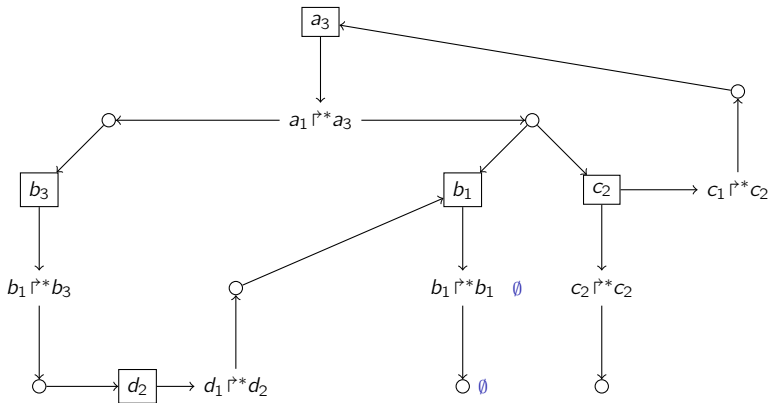 a₃
a₁ ↱* a₃
b₃ b₁ c₂ c₁ ↱* c₂
b₁ ↱* b₃ b₁ ↱* b₁ ∅ c₂ ↱* c₂
d₂ d₁ ↱* d₂ ∅